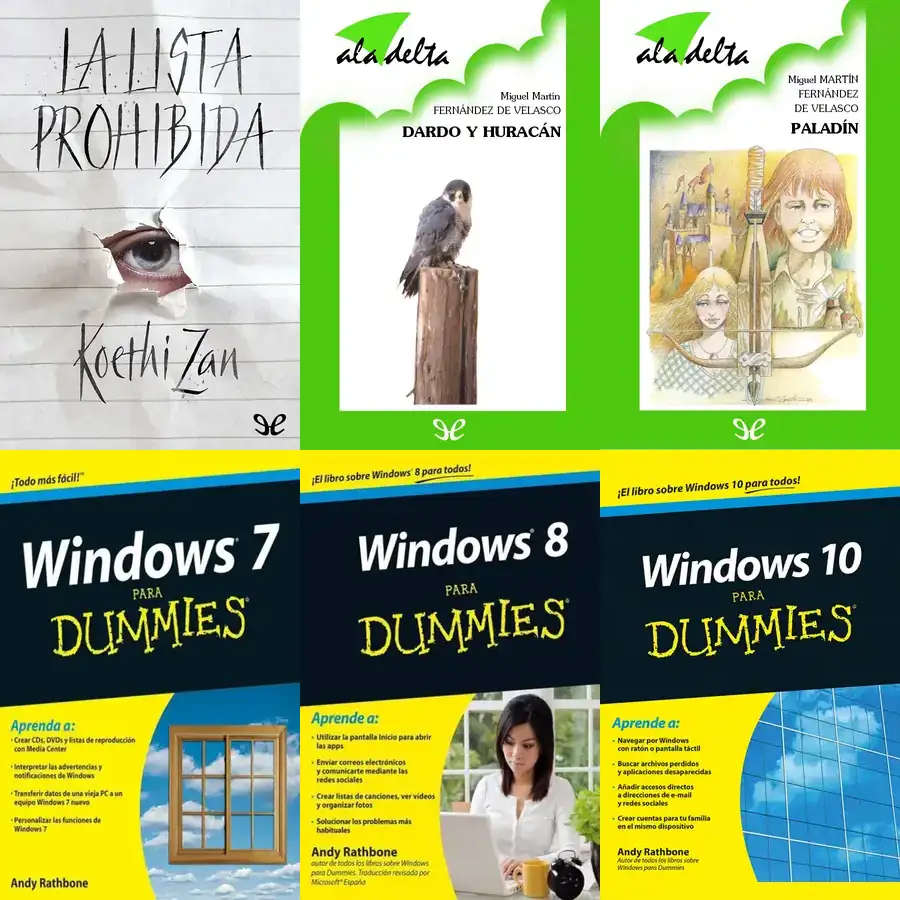 LA LISTA
PROHIBIDA
Koethi Zan
ala delta
Miguel Martín
FERNÁNDEZ DE VELASCO
DARDO Y HURACÁN
ala delta
Miguel MARTÍN
FERNÁNDEZ
DE VELASCO
PALADÍN
¡Todo más fácil!™
Windows® 7
PARA
DUMMIES®
Aprenda a:
• Crear CDs, DVDs y listas de reproducción
con Media Center
• Interpretar las advertencias y
notificaciones de Windows
• Transferir datos de una vieja PC a un
equipo Windows 7 nuevo
• Personalizar las funciones de
Windows 7
Andy Rathbone
¡El libro sobre Windows® 8 para todos!
Windows® 8
PARA
DUMMIES®
Aprende a:
• Utilizar la pantalla inicio para abrir
las apps
• Enviar correos electrónicos
y comunicarte mediante las
redes sociales
• Crear listas de canciones, ver vídeos
y organizar fotos
• Solucionar los problemas más
habituales
Andy Rathbone
autor de todos los libros sobre Windows
para Dummies. Traducción revisada por
Microsoft® España
¡El libro sobre Windows 10 para todos!
Windows 10
PARA
DUMMIES®
Aprende a:
• Navegar por Windows
con ratón o pantalla táctil
• Buscar archivos perdidos
y aplicaciones desaparecidas
• Añadir accesos directos
a direcciones de e-mail
y redes sociales
• Crear cuentas para tu familia
en el mismo dispositivo
Andy Rathbone
Autor de todos los libros sobre
Windows para Dummies